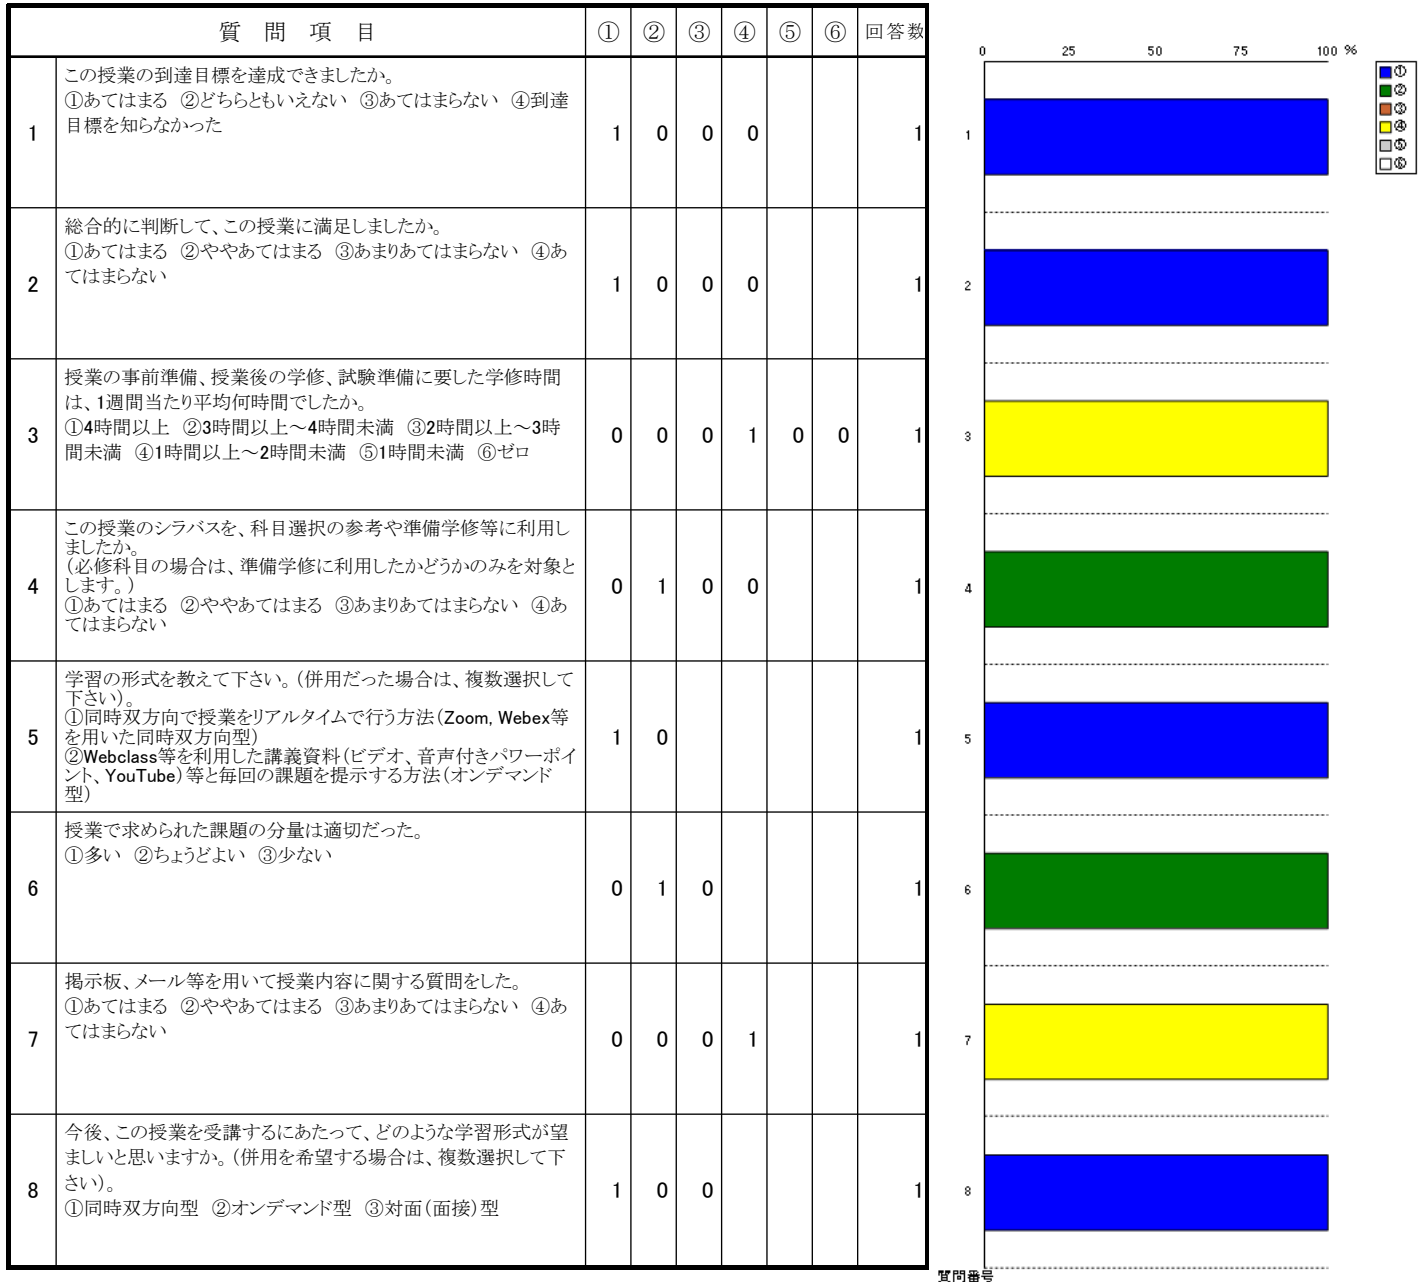 質問項目 ① ② ③ ④ ⑤ ⑥ 回答数
この授業の到達目標を達成できましたか。
①あてはまる ②どちらともいえない ③あてはまらない ④到達
目標を知らなかった
1 1 0 0 0 1
総合的に判断して、この授業に満足しましたか。
①あてはまる ②ややあてはまる ③あまりあてはまらない ④あ
てはまらない
2 1 0 0 0 1
授業の事前準備、授業後の学修、試験準備に要した学修時間
は、1週間当たり平均何時間でしたか。
①4時間以上 ②3時間以上～4時間未満 ③2時間以上～3時
間未満 ④1時間以上～2時間未満 ⑤1時間未満 ⑥ゼロ
3 0 0 0 1 0 0 1
この授業のシラバスを、科目選択の参考や準備学修等に利用し
ましたか。
(必修科目の場合は、準備学修に利用したかどうかのみを対象と
します。)
①あてはまる ②ややあてはまる ③あまりあてはまらない ④あ
てはまらない
4 0 1 0 0 1
学習の形式を教えて下さい。(併用だった場合は、複数選択して
下さい)。
①同時双方向で授業をリアルタイムで行う方法(Zoom, Webex等
を用いた同時双方向型)
②Webclass等を利用した講義資料(ビデオ、音声付きパワーポイ
ント、YouTube)等と毎回の課題を提示する方法(オンデマンド
型)
5 1 0 1
授業で求められた課題の分量は適切だった。
①多い ②ちょうどよい ③少ない
6 0 1 0 1
掲示板、メール等を用いて授業内容に関する質問をした。
①あてはまる ②ややあてはまる ③あまりあてはまらない ④あ
てはまらない
7 0 0 0 1 1
今後、この授業を受講するにあたって、どのような学習形式が望
ましいと思いますか。(併用を希望する場合は、複数選択して下
さい)。
①同時双方向型 ②オンデマンド型 ③対面(面接)型
8 1 0 0 1
0 25 50 75 100 %
1
2
3
4
5
6
7
8
質問番号
①
②
③
④
⑤
⑥